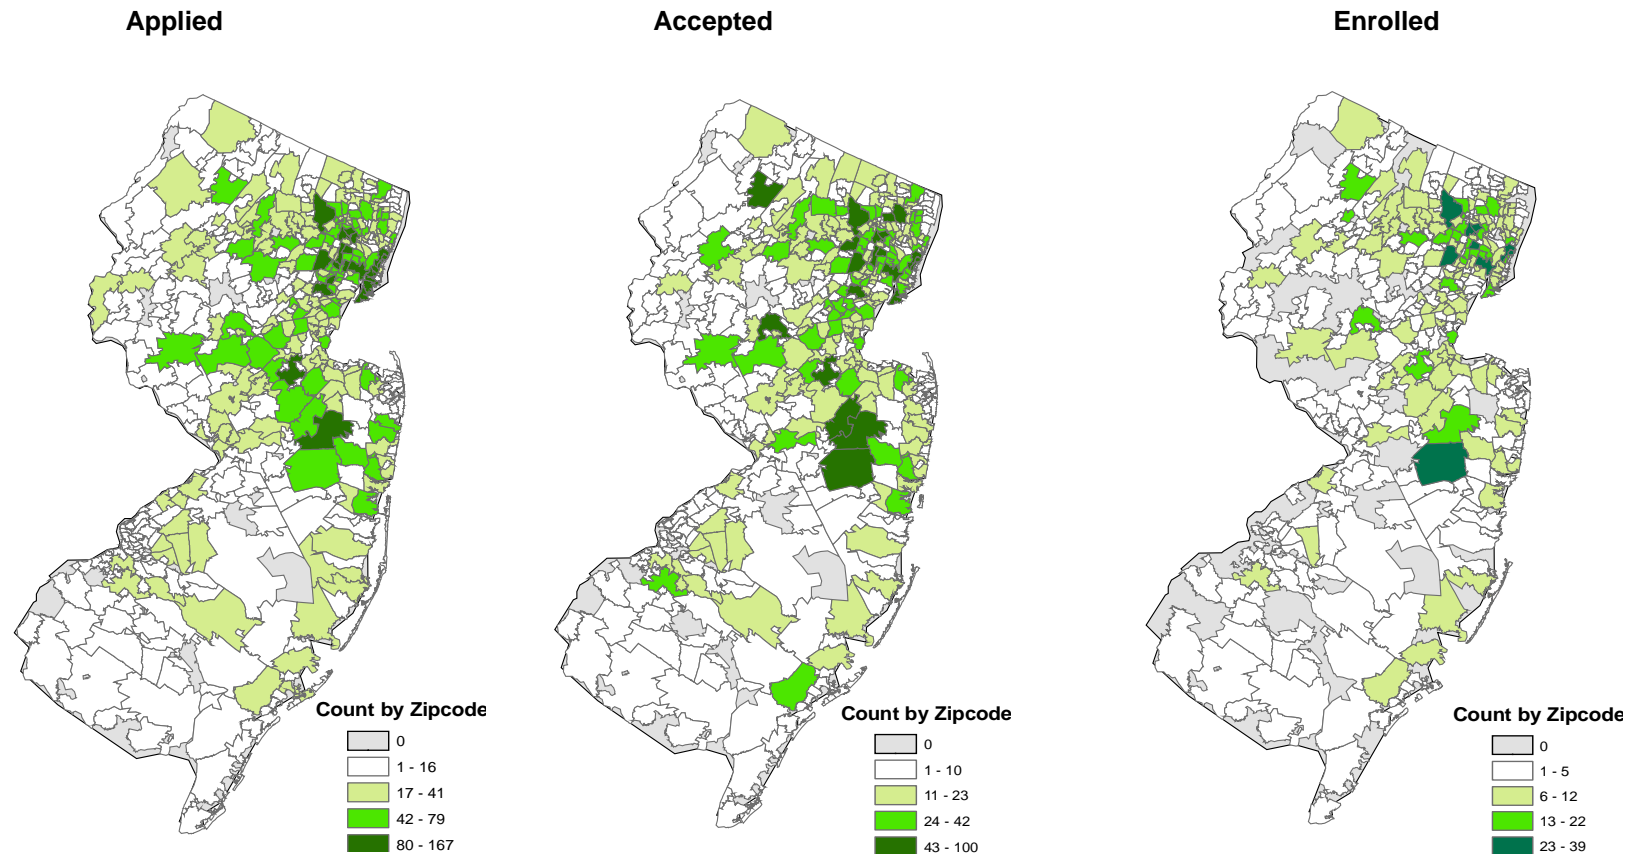 Applied
Accepted
Enrolled
Count by Zipcode
0
1 - 16
17 - 41
42 - 79
80 - 167
Count by Zipcode
0
1 - 10
11 - 23
24 - 42
43 - 100
Count by Zipcode
0
1 - 5
6 - 12
13 - 22
23 - 39